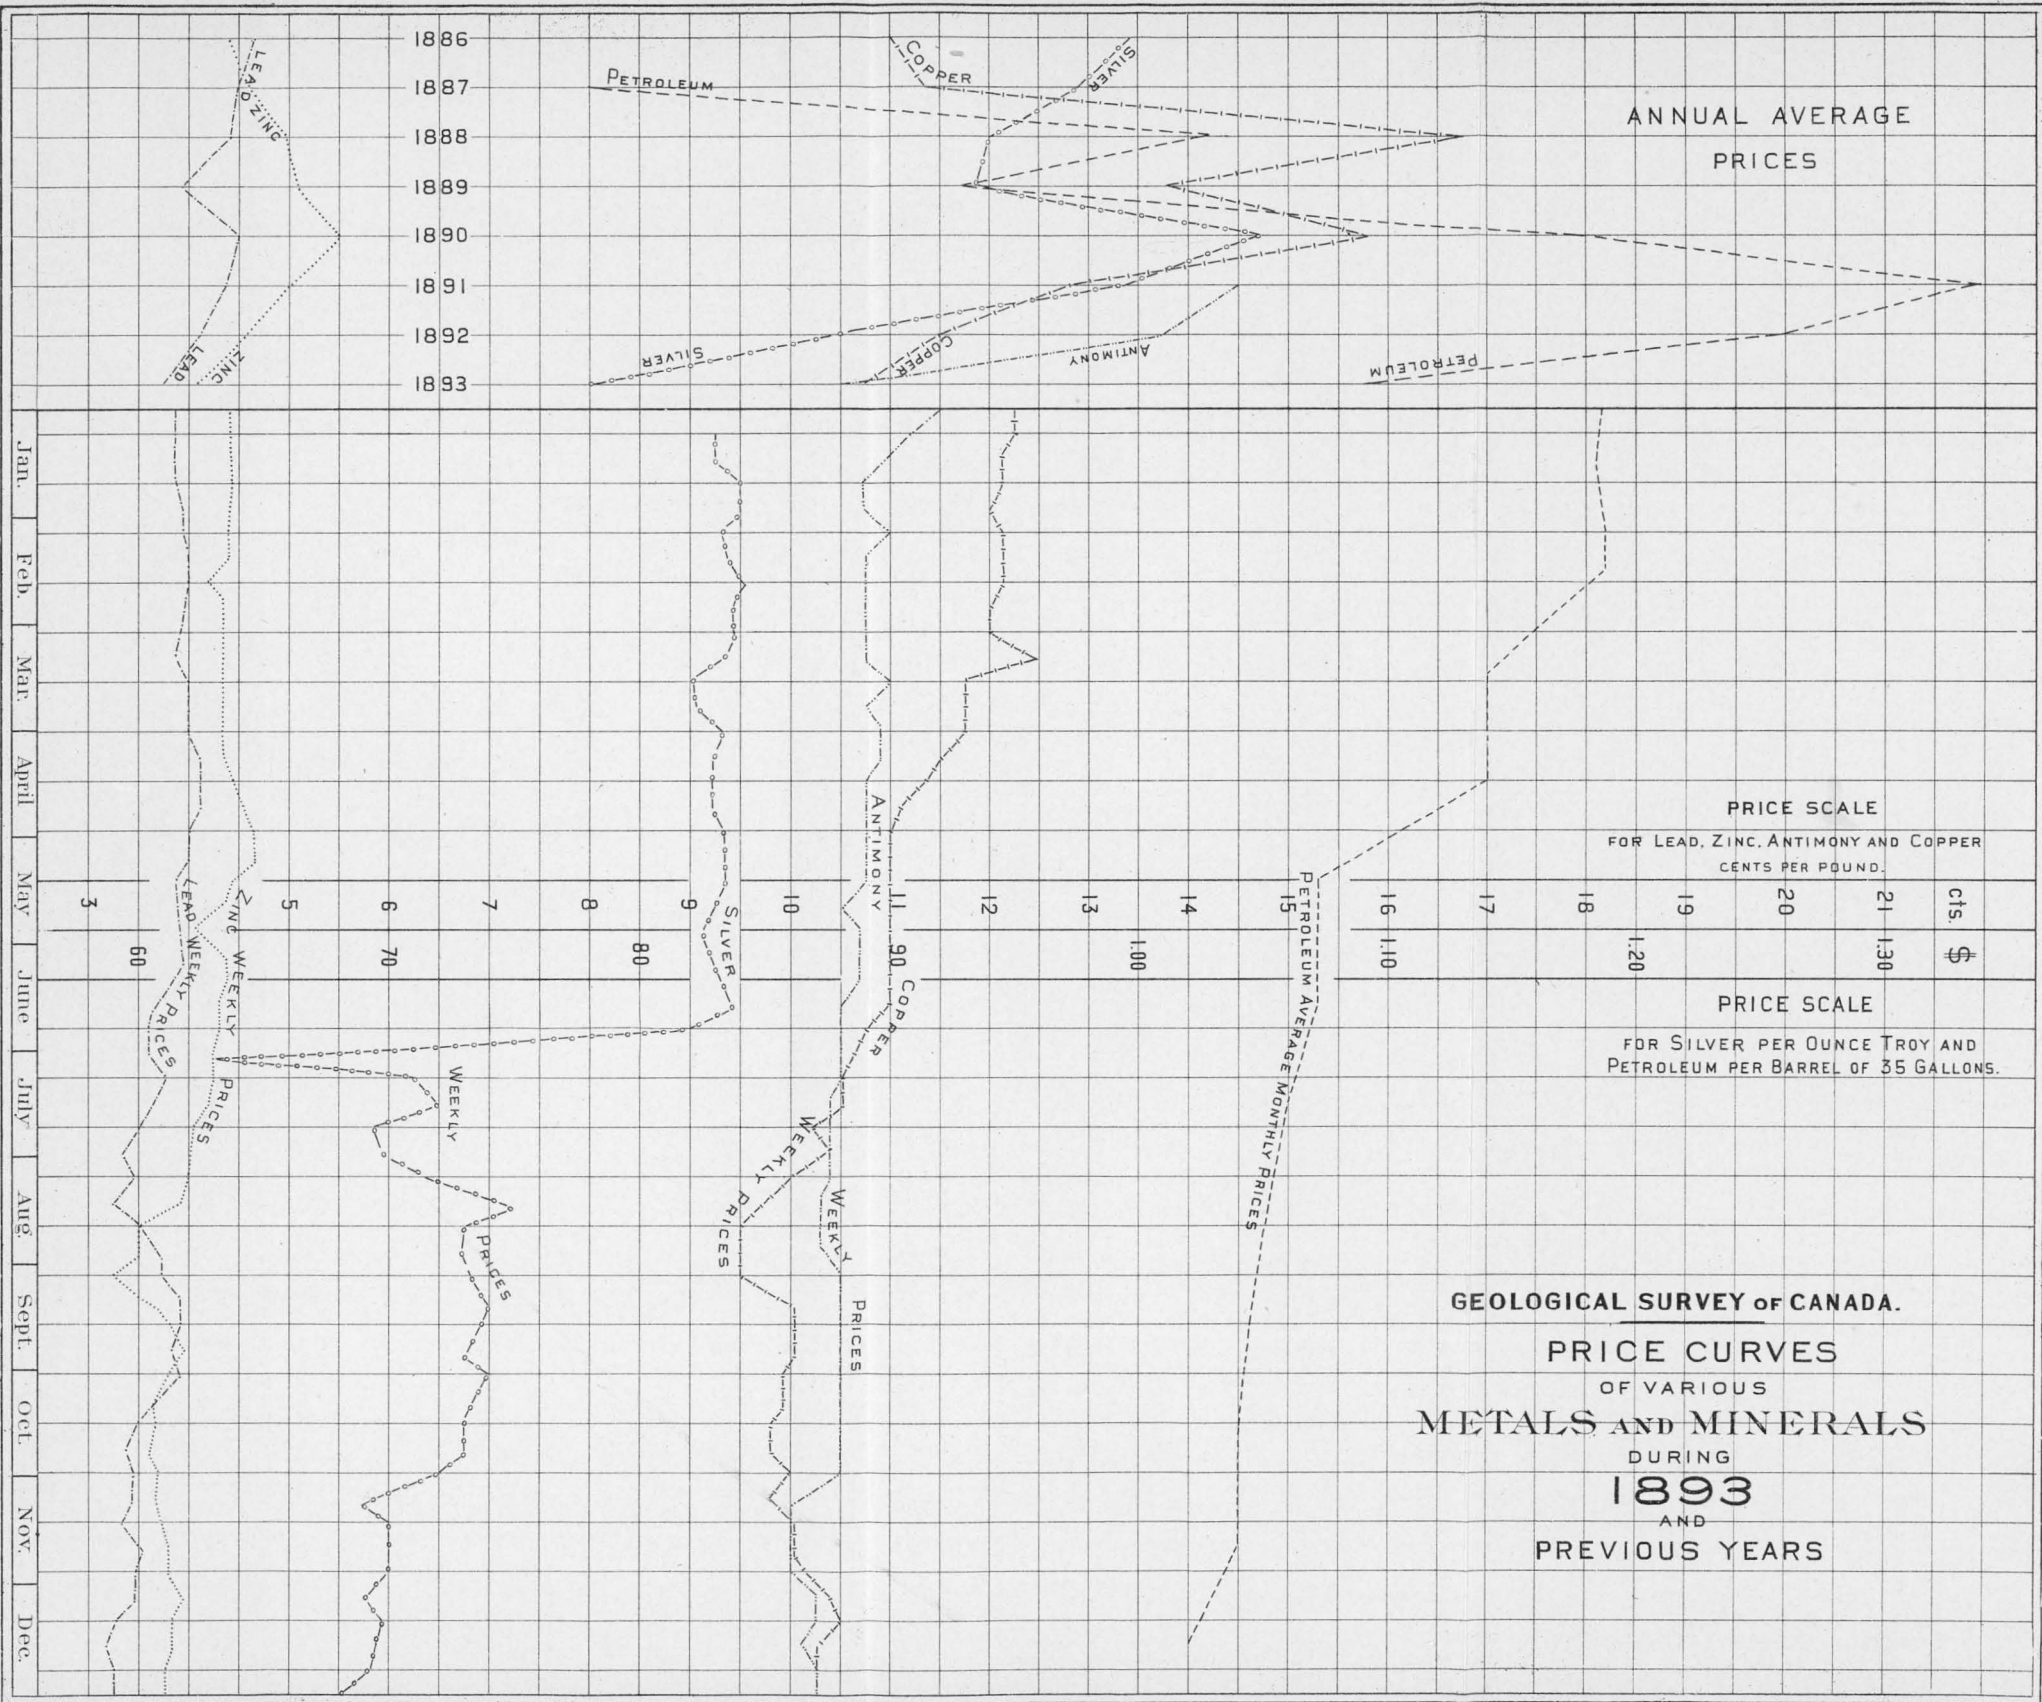 1886
1887
1888
1889
1890
1891
1892
1893
LEAD
ZINC
PETROLEUM
COPPER
SILVER
ANNUAL AVERAGE
PRICES
LEAD
ZINC
SILVER
COPPER
ANTIMONY
PETROLEUM
Jan.
Feb.
Mar.
April
May
June
July
Aug.
Sept.
Oct.
Nov.
Dec.
PRICE SCALE
FOR LEAD, ZINC, ANTIMONY AND COPPER
CENTS PER POUND.
3 5 6 7 8 9 10 11 12 13 14 15 16 17 18 19 20 21 cts.
60 70 80 90 1.00 1.10 1.20 1.30 $
PRICE SCALE
FOR SILVER PER OUNCE TROY AND
PETROLEUM PER BARREL OF 35 GALLONS.
LEAD WEEKLY PRICES
ZINC WEEKLY PRICES
SILVER WEEKLY PRICES
ANTIMONY WEEKLY PRICES
COPPER WEEKLY PRICES
PETROLEUM AVERAGE MONTHLY PRICES
GEOLOGICAL SURVEY OF CANADA.
PRICE CURVES
OF VARIOUS
METALS AND MINERALS
DURING
1893
AND
PREVIOUS YEARS